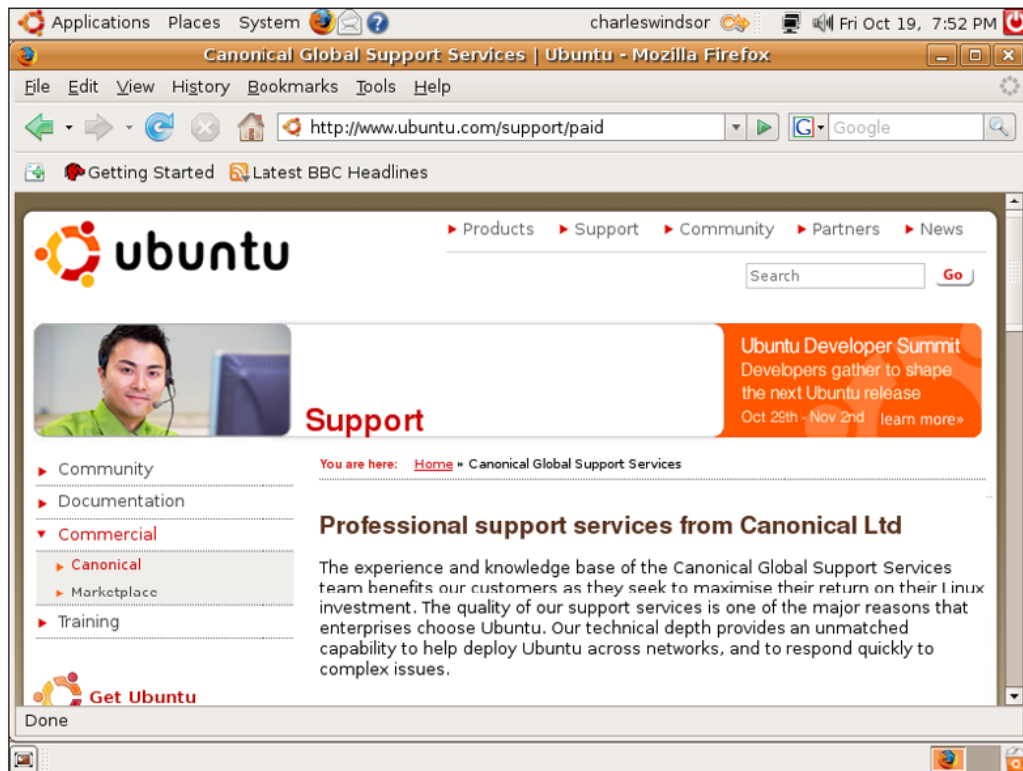 Applications Places System charleswindsor Fri Oct 19, 7:52 PM
Canonical Global Support Services | Ubuntu - Mozilla Firefox
File Edit View History Bookmarks Tools Help
http://www.ubuntu.com/support/paid G Google
Getting Started Latest BBC Headlines
ubuntu
Products Support Community Partners News
Search Go
Support
Ubuntu Developer Summit
Developers gather to shape
the next Ubuntu release
Oct 29th - Nov 2nd learn more»
Community
Documentation
Commercial
Canonical
Marketplace
Training
Get Ubuntu
You are here: Home » Canonical Global Support Services
Professional support services from Canonical Ltd
The experience and knowledge base of the Canonical Global Support Services
team benefits our customers as they seek to maximise their return on their Linux
investment. The quality of our support services is one of the major reasons that
enterprises choose Ubuntu. Our technical depth provides an unmatched
capability to help deploy Ubuntu across networks, and to respond quickly to
complex issues.
Done